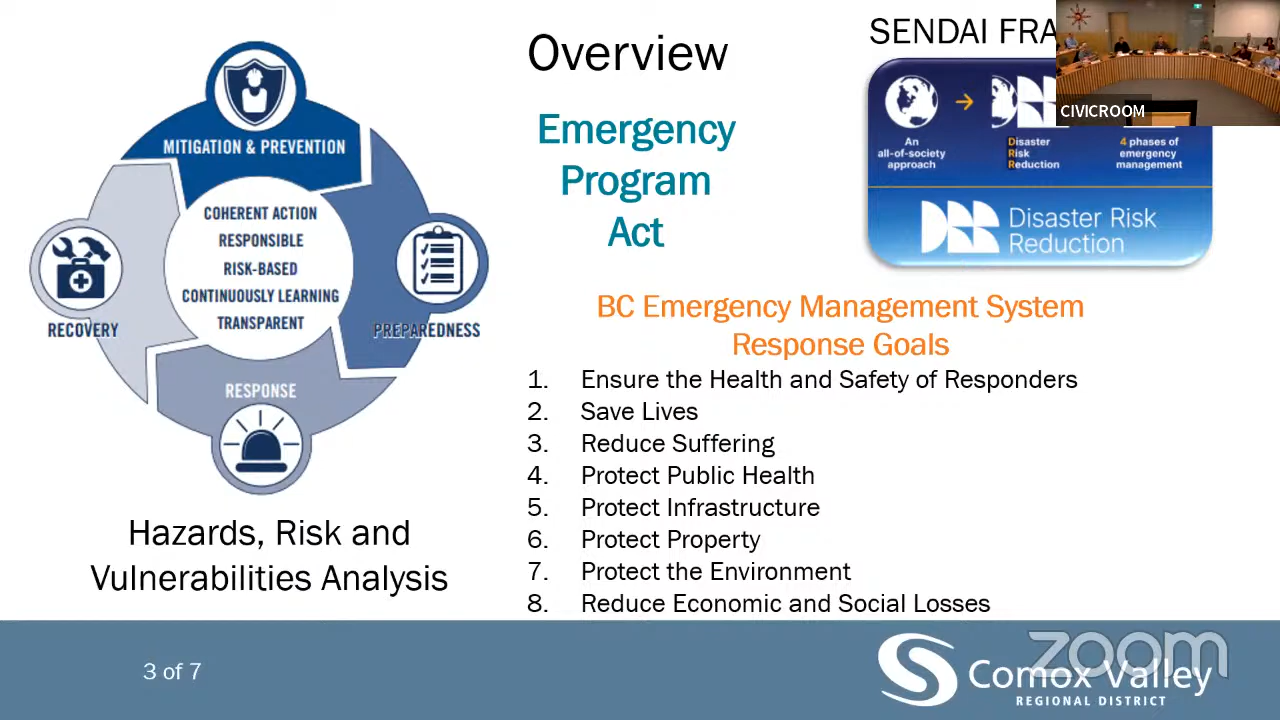 Overview
SENDAI FRA
CIVICROOM
MITIGATION & PREVENTION
COHERENT ACTION
RESPONSIBLE
RISK-BASED
CONTINUOUSLY LEARNING
TRANSPARENT
RECOVERY
PREPAREDNESS
RESPONSE
Hazards, Risk and
Vulnerabilities Analysis
Emergency
Program
Act
An
all-of-society
approach
Disaster
Risk
Reduction
4 phases of
emergency
management
Disaster Risk
Reduction
BC Emergency Management System
Response Goals
1. Ensure the Health and Safety of Responders
2. Save Lives
3. Reduce Suffering
4. Protect Public Health
5. Protect Infrastructure
6. Protect Property
7. Protect the Environment
8. Reduce Economic and Social Losses
3 of 7
zoom
Comox Valley
REGIONAL DISTRICT